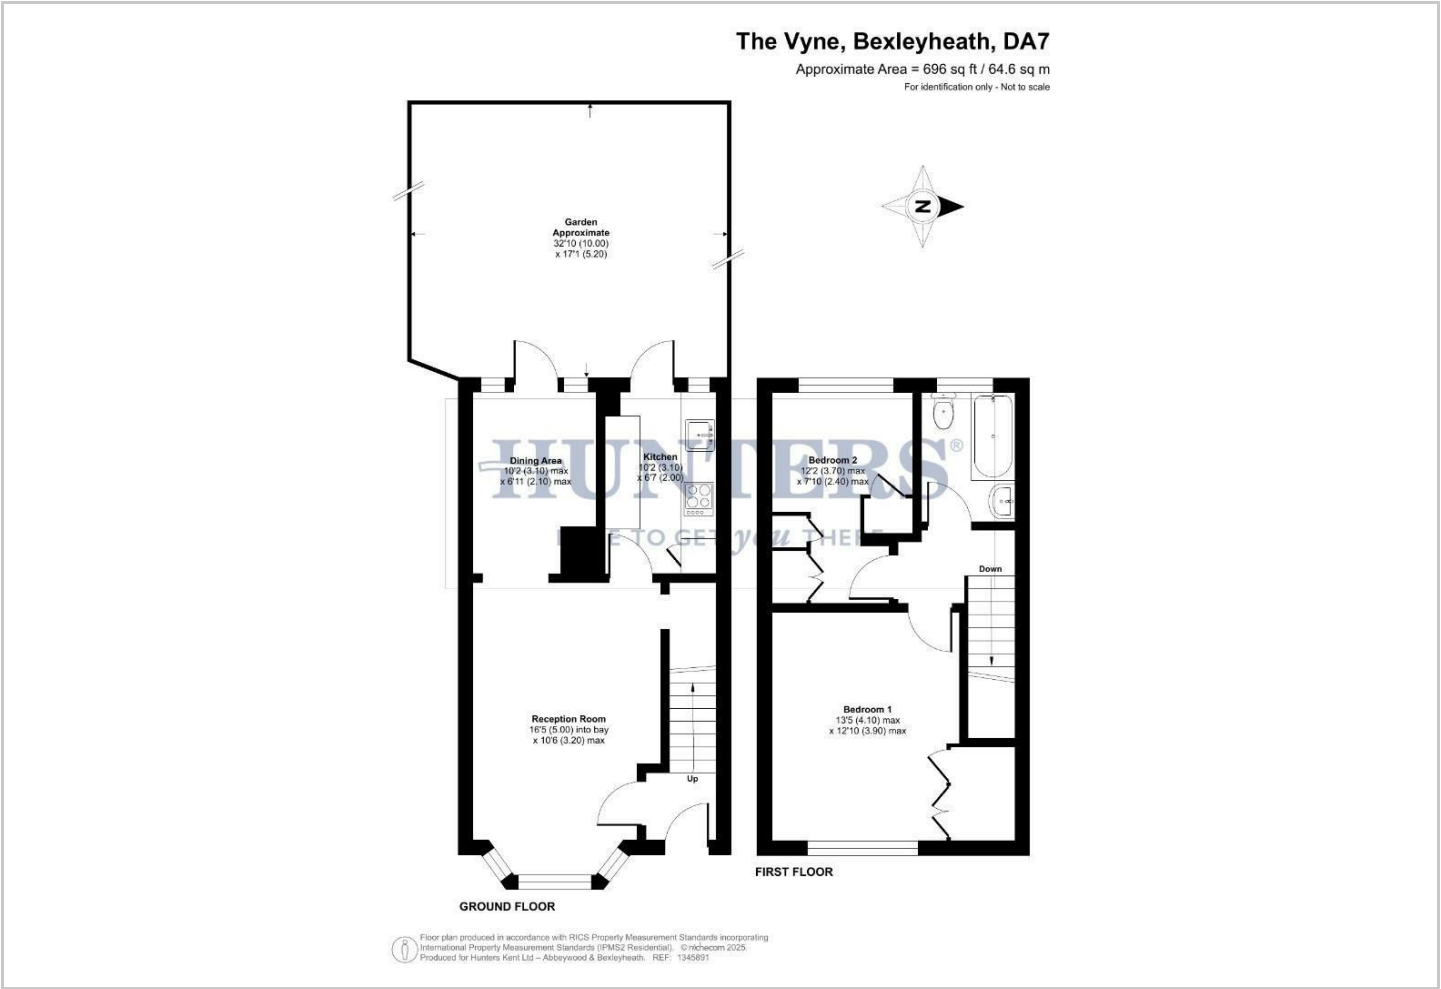 The Vyne, Bexleyheath, DA7
Approximate Area = 696 sq ft / 64.6 sq m
For identification only - Not to scale
N
Garden
Approximate
32'10 (10.00)
x 17'1 (5.20)
HUNTERS®
HERE TO GET you THERE
Dining Area
10'2 (3.10) max
x 6'11 (2.10) max
Kitchen
10'2 (3.10)
x 6'7 (2.00)
Bedroom 2
12'2 (3.70) max
x 7'10 (2.40) max
Down
Reception Room
16'5 (5.00) into bay
x 10'6 (3.20) max
Up
Bedroom 1
13'5 (4.10) max
x 12'10 (3.90) max
FIRST FLOOR
GROUND FLOOR
Floor plan produced in accordance with RICS Property Measurement Standards incorporating
International Property Measurement Standards (IPMS2 Residential). © nichecom 2025.
Produced for Hunters Kent Ltd – Abbeywood & Bexleyheath. REF: 1345891